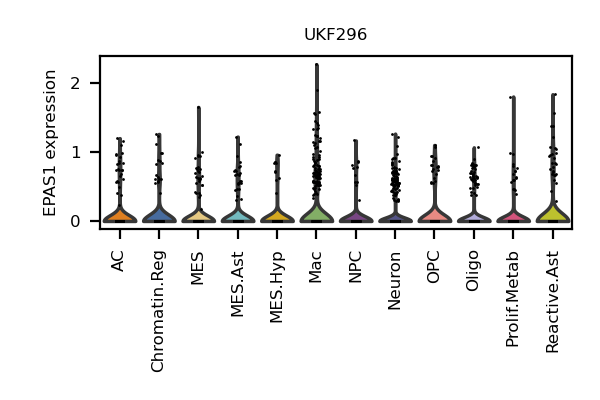 UKF296
EPAS1 expression
2
1
0
AC
Chromatin.Reg
MES
MES.Ast
MES.Hyp
Mac
NPC
Neuron
OPC
Oligo
Prolif.Metab
Reactive.Ast